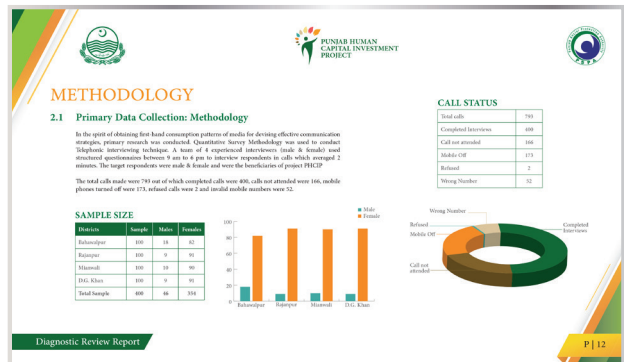 PUNJAB HUMAN
CAPITAL INVESTMENT
PROJECT
PSPA
METHODOLOGY
2.1 Primary Data Collection: Methodology
In the spirit of obtaining first-hand consumption patterns of media for devising effective communication
strategies, primary research was conducted. Quantitative Survey Methodology was used to conduct
Telephonic interviewing technique. A team of 4 experienced interviewers (male & female) used
structured questionnaires between 9 am to 6 pm to interview respondents in calls which averaged 2
minutes. The target respondents were male & female and were the beneficiaries of project PHCIP
The total calls made were 793 out of which completed calls were 400, calls not attended were 166, mobile
phones turned off were 173, refused calls were 2 and invalid mobile numbers were 52.
CALL STATUS
Total calls 793
Completed Interviews 400
Call not attended 166
Mobile Off 173
Refused 2
Wrong Number 52
SAMPLE SIZE
Districts Sample Males Females
Bahawalpur 100 18 82
Rajanpur 100 9 91
Mianwali 100 10 90
D.G. Khan 100 9 91
Total Sample 400 46 354
Male
Female
100
80
60
40
20
0
Bahawalpur Rajanpur Mianwali D.G. Khan
Wrong Number
Refused
Mobile Off
Call not
attended
Completed
Interviews
Diagnostic Review Report
P | 12